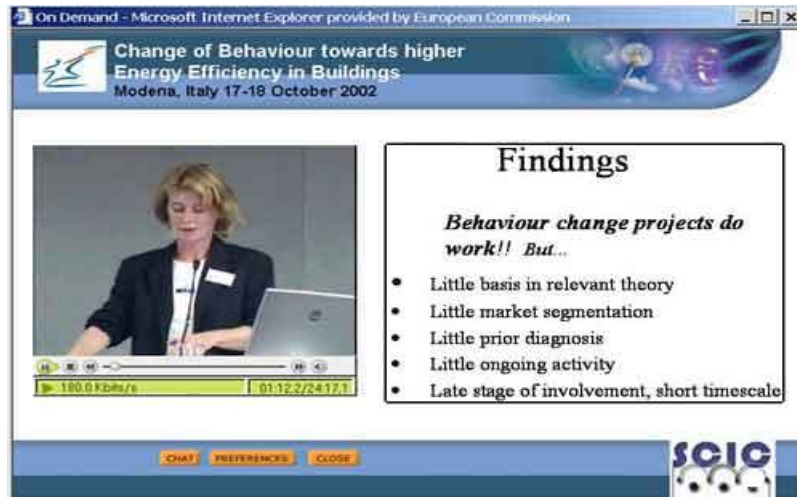 On Demand - Microsoft Internet Explorer provided by European Commission
Change of Behaviour towards higher
Energy Efficiency in Buildings
Modena, Italy 17-18 October 2002
Findings
Behaviour change projects do
work!! But...
• Little basis in relevant theory
• Little market segmentation
• Little prior diagnosis
• Little ongoing activity
• Late stage of involvement, short timescale
180.0 Kbits/s 01:12.2/24:17.1
CHAT PREFERENCES CLOSE
SCIC